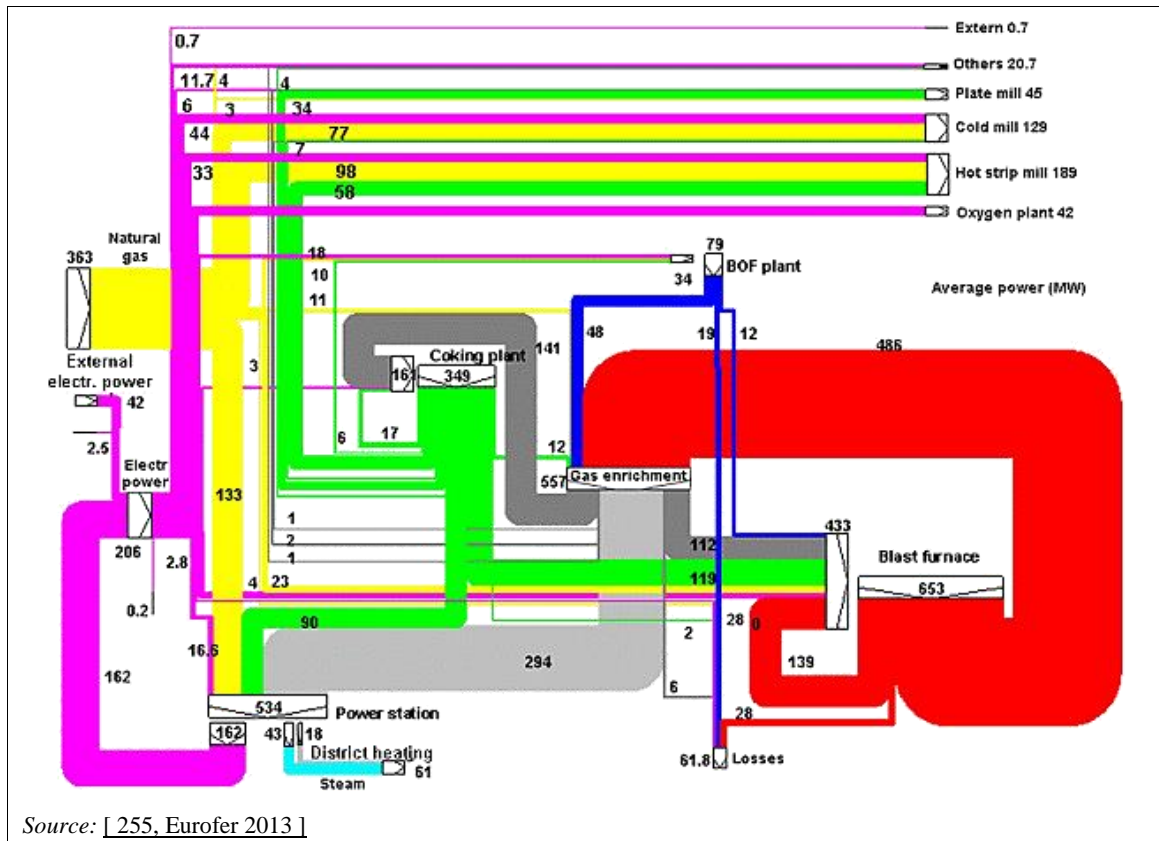 Extern 0.7
0.7
Others 20.7
11.7 4 4
Plate mill 45
6 3 34
Cold mill 129
44 77
7
33 98
Hot strip mill 189
58
Oxygen plant 42
Natural
gas
363
18
79
BOF plant
10
34
11
Average power (MW)
48
19
12
External
electr. power
3
Coking plant
141
486
161
349
42
2.5
17
6
12
Electr
power
Gas enrichment
557
133
1
433
2
206
2.8
1
112
Blast furnace
4 23
119
653
0.2
90
2
28
0
16.6
162
294
139
6
28
534
Power station
162
43
18
District heating
61
Steam
61.8
Losses
Source: [ 255, Eurofer 2013 ]